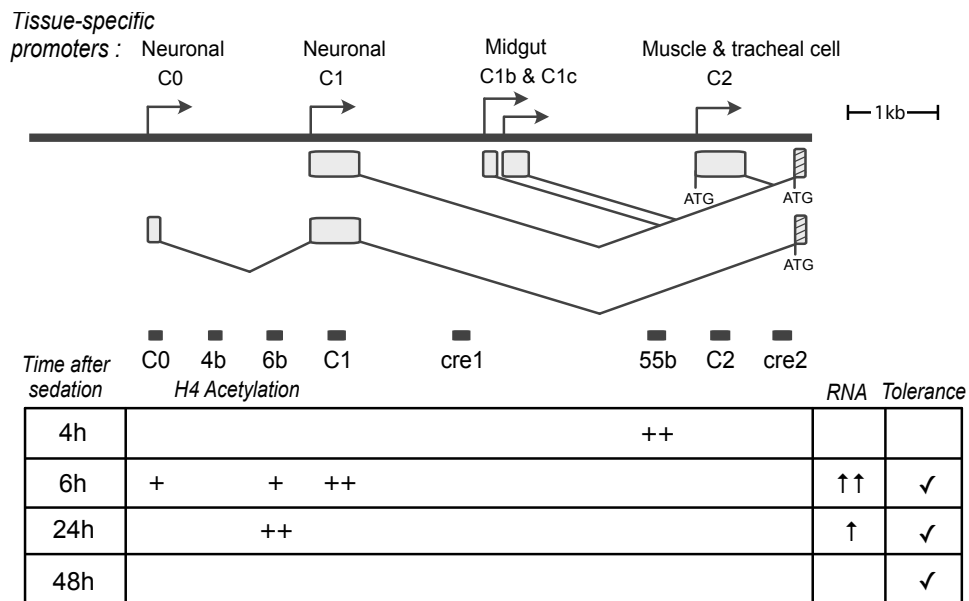 Tissue-specific
promoters : Neuronal Neuronal Midgut Muscle & tracheal cell
C0 C1 C1b & C1c C2
1kb
ATG ATG
ATG
C0 4b 6b C1 cre1 55b C2 cre2
Time after
sedation H4 Acetylation RNA Tolerance
4h ++
6h + + ++ ↑↑ ✓
24h ++ ↑ ✓
48h ✓